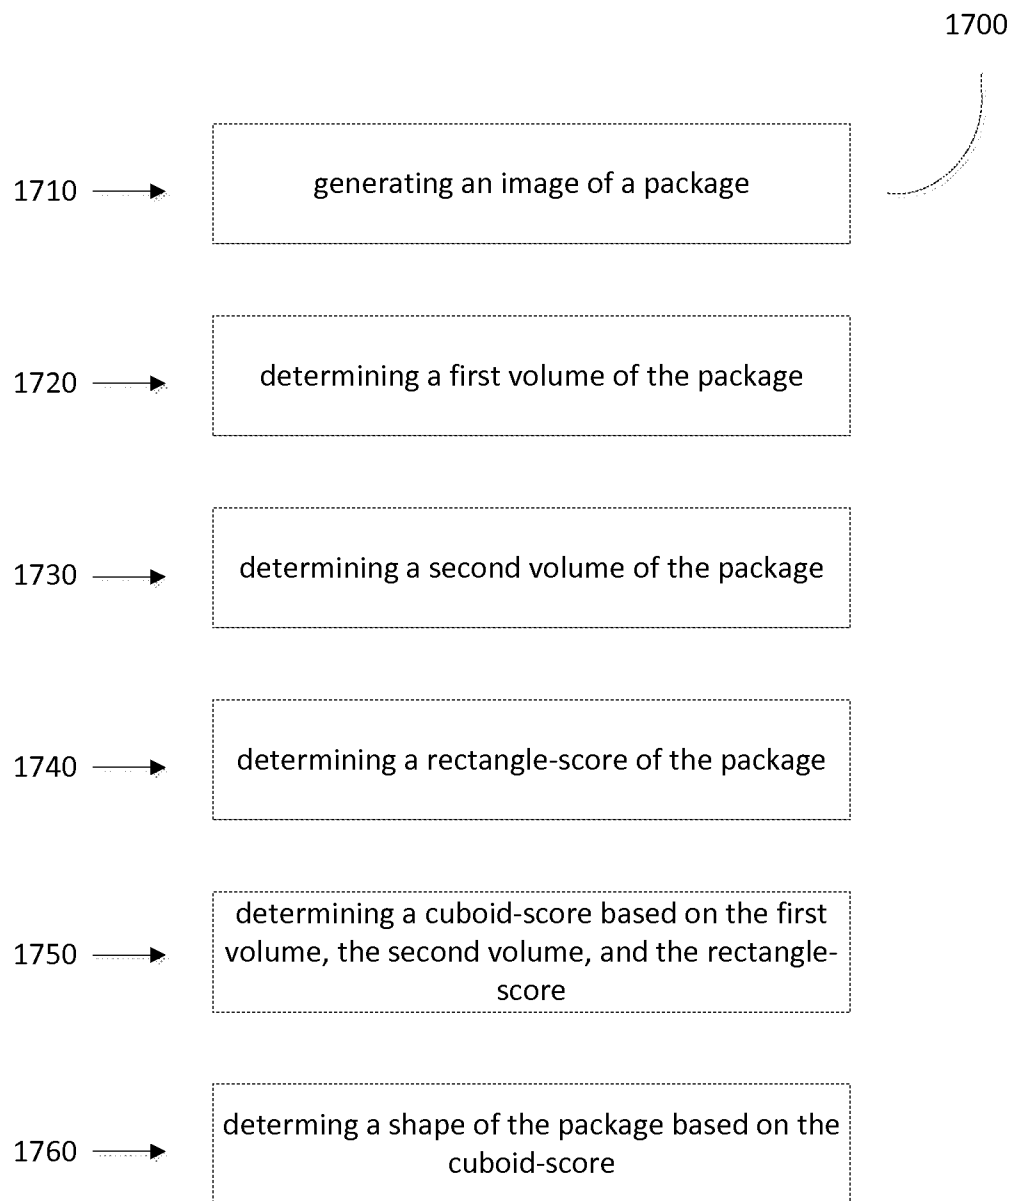 1700
1710
generating an image of a package
1720
determining a first volume of the package
1730
determining a second volume of the package
1740
determining a rectangle-score of the package
1750
determining a cuboid-score based on the first
volume, the second volume, and the rectangle-
score
1760
determing a shape of the package based on the
cuboid-score